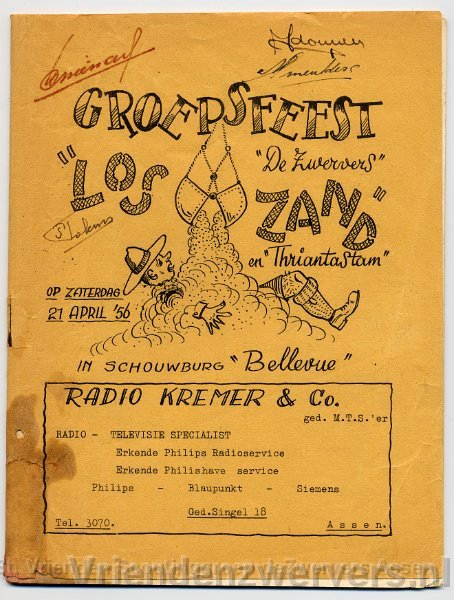 GROEPSFEEST
"LOS ZAND"
"De Zwervers"
en "Thriantastam"
OP ZATERDAG
21 APRIL '56
IN SCHOUWBURG "Bellevue"
RADIO KREMER & Co.
ged. M.T.S.'er
RADIO - TELEVISIE SPECIALIST
Erkende Philips Radioservice
Erkende Philishave service
Philips - Blaupunkt - Siemens
Ged.Singel 18
Tel. 3070. Assen.
Vriendenzwervers.nl